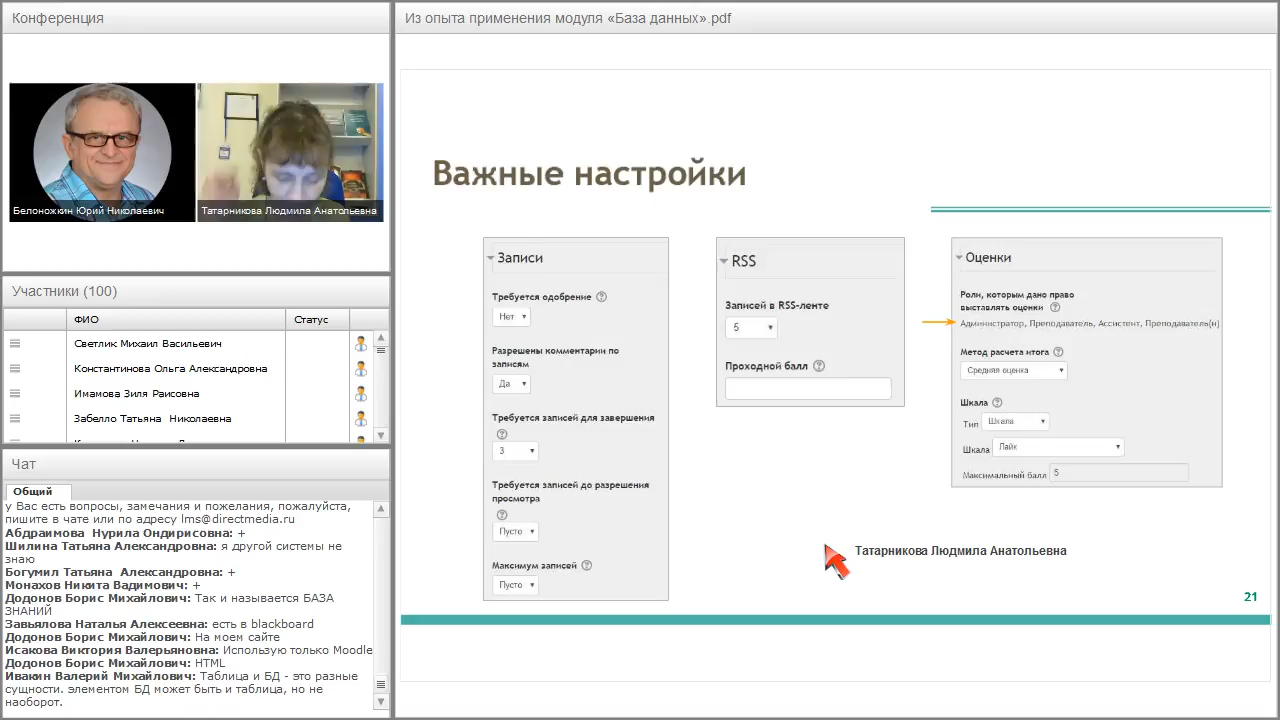 Конференция
Белоножкин Юрий Николаевич
Татарникова Людмила Анатольевна
Участники (100)
ФИО
Статус
Светлик Михаил Васильевич
Константинова Ольга Александровна
Имамова Зиля Раисовна
Забелло Татьяна Николаевна
Чат
Общий
у Вас есть вопросы, замечания и пожелания, пожалуйста,
пишите в чате или по адресу lms@directmedia.ru
Абдраимова Нурила Ондирисовна: +
Шилина Татьяна Александровна: я другой системы не
знаю
Богумил Татьяна Александровна: +
Монахов Никита Вадимович: +
Додонов Борис Михайлович: Так и называется БАЗА
ЗНАНИЙ
Завьялова Наталья Алексеевна: есть в blackboard
Додонов Борис Михайлович: На моем сайте
Исакова Виктория Валерьяновна: Использую только Moodle
Додонов Борис Михайлович: HTML
Ивакин Валерий Михайлович: Таблица и БД - это разные
сущности. элементам БД может быть и таблица, но не
наоборот.
Из опыта применения модуля «База данных».pdf
Важные настройки
Записи
Требуется одобрение
Нет
Разрешены комментарии по
записям
Да
Требуется записей для завершения
3
Требуется записей до разрешения
просмотра
Пусто
Максимум записей
Пусто
RSS
Записей в RSS-ленте
5
Проходной балл
Оценки
Роли, которым дано право
выставлять оценки
Администратор, Преподаватель, Ассистент, Преподаватель(н)
Метод расчета итога
Средняя оценка
Шкала
Тип Шкала
Шкала Лайк
Максимальный балл 5
Татарникова Людмила Анатольевна
21